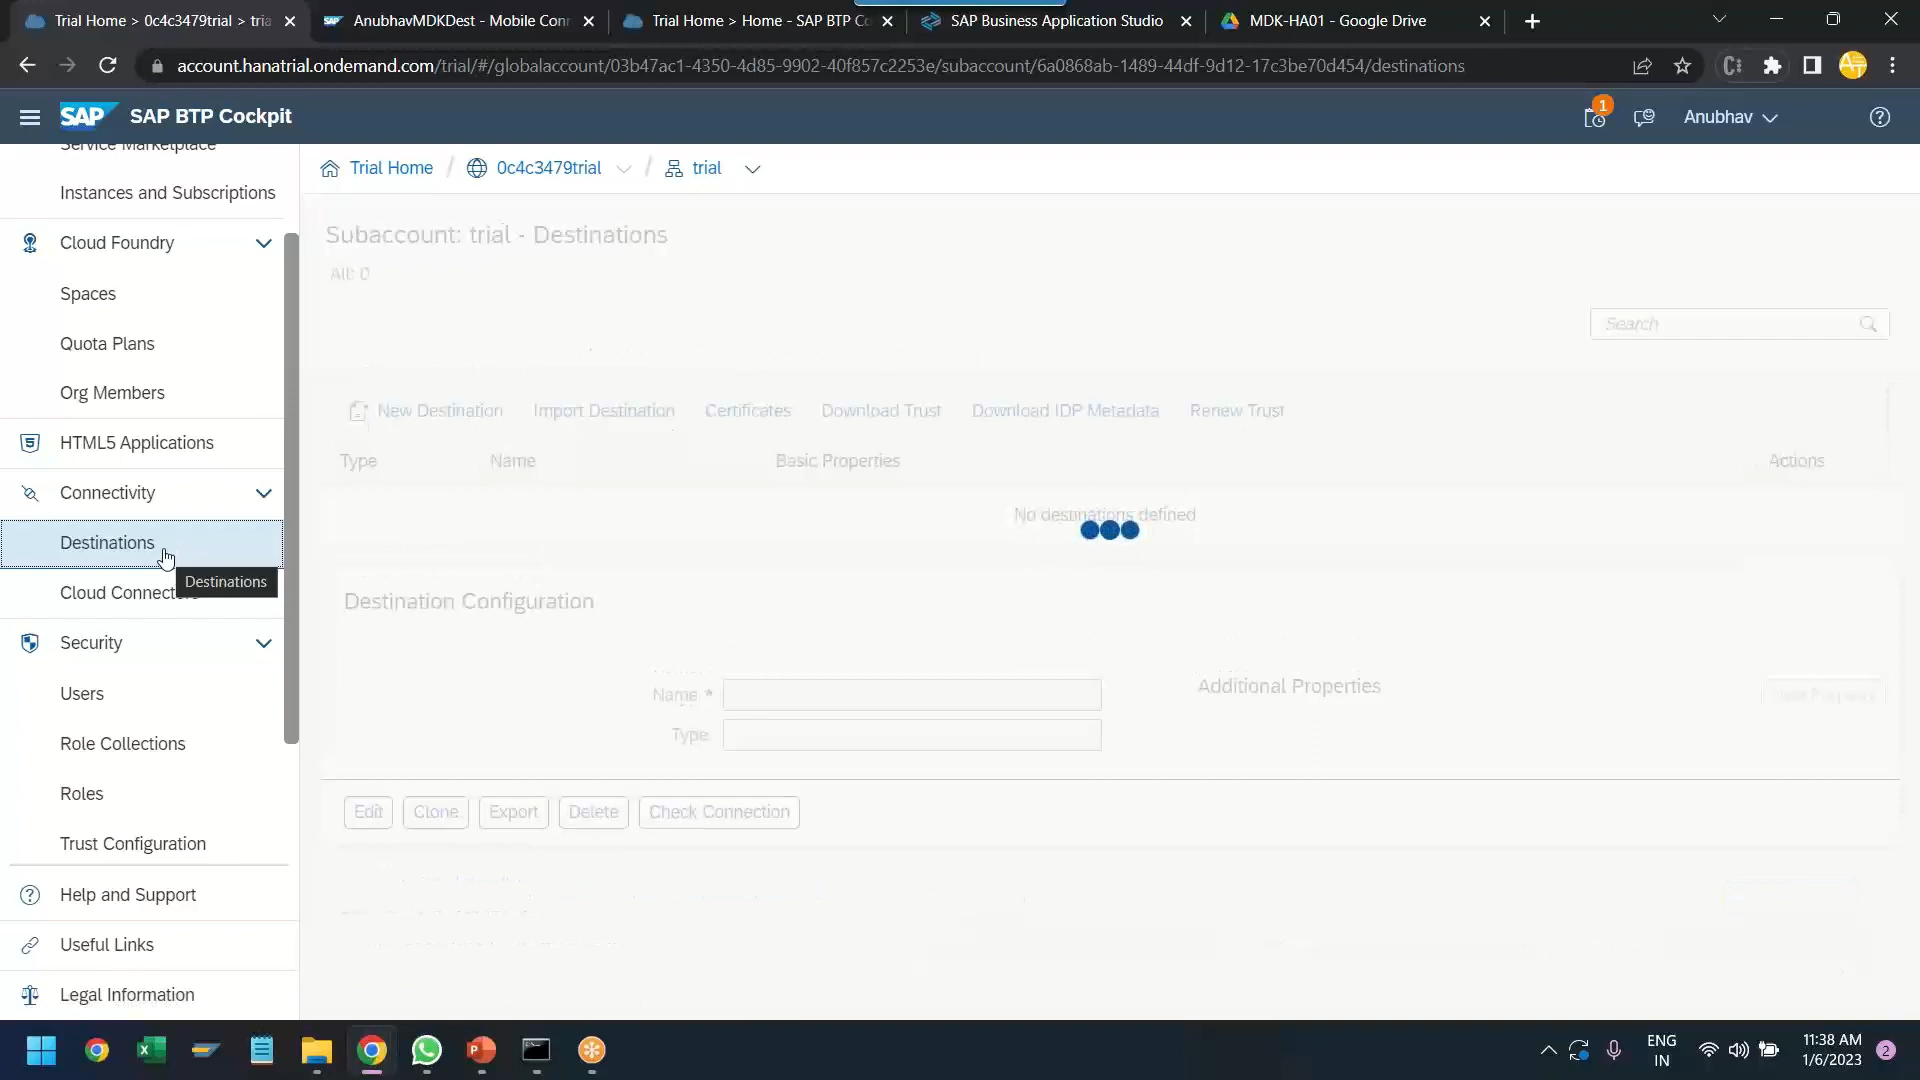 Trial Home > 0c4c3479trial > tria
AnubhavMDKDest - Mobile Con
Trial Home > Home - SAP BTP Co
SAP Business Application Studio
MDK-HA01 - Google Drive
account.hanatrial.ondemand.com/trial/#/globalaccount/03b47ac1-4350-4d85-9902-40f857c2253e/subaccount/6a0868ab-1489-44df-9d12-17c3be70d454/destinations
SAP
SAP BTP Cockpit
1
Anubhav
Service Marketplace
Instances and Subscriptions
Cloud Foundry
Spaces
Quota Plans
Org Members
HTML5 Applications
Connectivity
Destinations
Destinations
Cloud Connectors
Security
Users
Role Collections
Roles
Trust Configuration
Help and Support
Useful Links
Legal Information
Trial Home / 0c4c3479trial / trial
Subaccount: trial - Destinations
All: 0
Search
New Destination Import Destination Certificates Download Trust Download IDP Metadata Renew Trust
Type Name Basic Properties Actions
No destinations defined
Destination Configuration
Name *
Type
Additional Properties
Edit Clone Export Delete Check Connection
ENG
IN
11:38 AM
1/6/2023
2